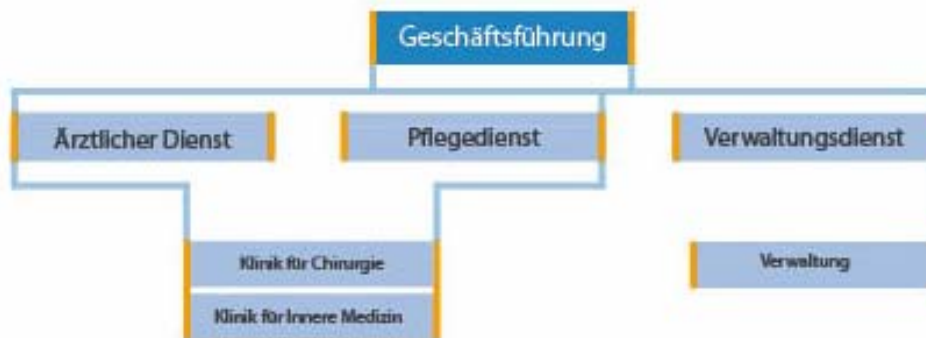 Geschäftsführung
Ärztlicher Dienst
Pflegedienst
Verwaltungsdienst
Klinik für Chirurgie
Verwaltung
Klinik für Innere Medizin